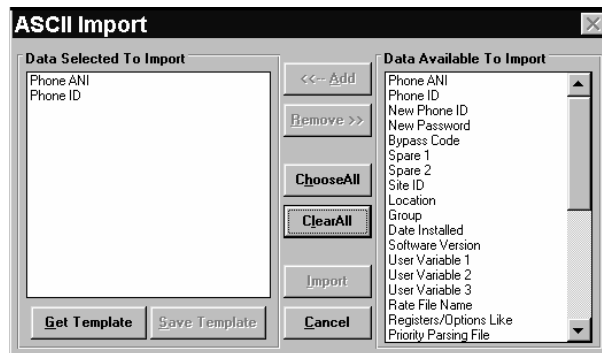 ASCII Import
Data Selected To Import
Phone ANI
Phone ID
<<-- Add
Remove >>
ChooseAll
ClearAll
Import
Cancel
Get Template
Save Template
Data Available To Import
Phone ANI
Phone ID
New Phone ID
New Password
Bypass Code
Spare 1
Spare 2
Site ID
Location
Group
Date Installed
Software Version
User Variable 1
User Variable 2
User Variable 3
Rate File Name
Registers/Options Like
Priority Parsing File